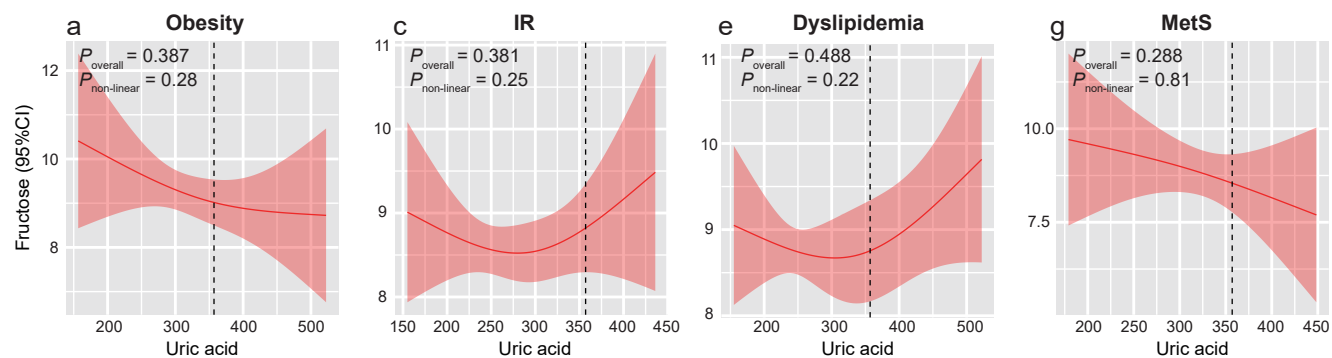 a Obesity
P overall = 0.387
P non-linear = 0.28
Fructose (95%CI)
12
10
8
200 300 400 500
Uric acid
c IR
P overall = 0.381
P non-linear = 0.25
11
10
9
8
150 200 250 300 350 400 450
Uric acid
e Dyslipidemia
P overall = 0.488
P non-linear = 0.22
11
10
9
8
200 300 400 500
Uric acid
g MetS
P overall = 0.288
P non-linear = 0.81
10.0
7.5
200 250 300 350 400 450
Uric acid